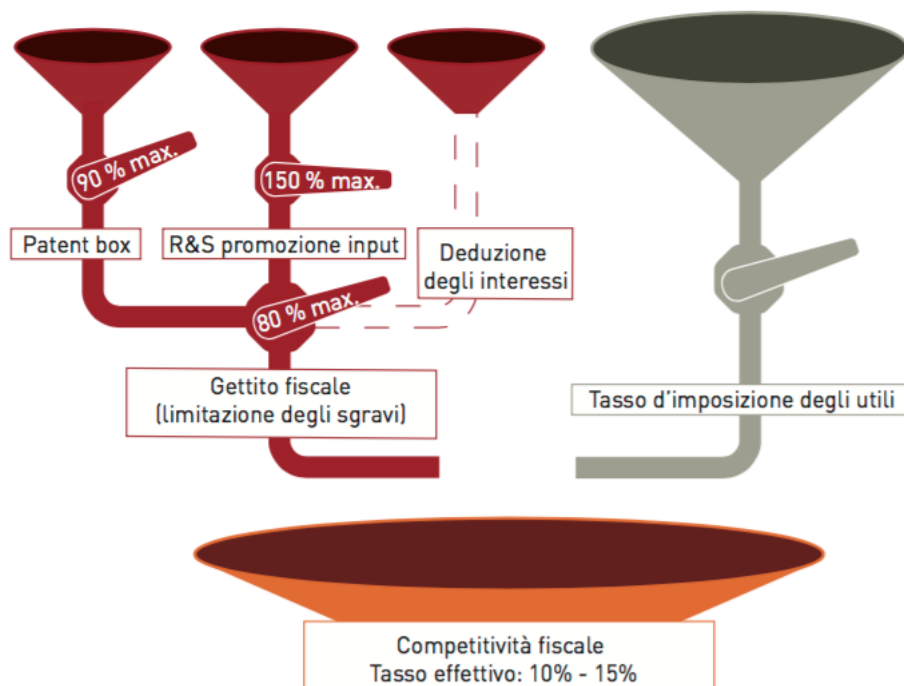 90 % max.
150 % max.
Patent box
R&S promozione input
Deduzione
degli interessi
80 % max.
Gettito fiscale
(limitazione degli sgravi)
Tasso d’imposizione degli utili
Competitività fiscale
Tasso effettivo: 10% - 15%